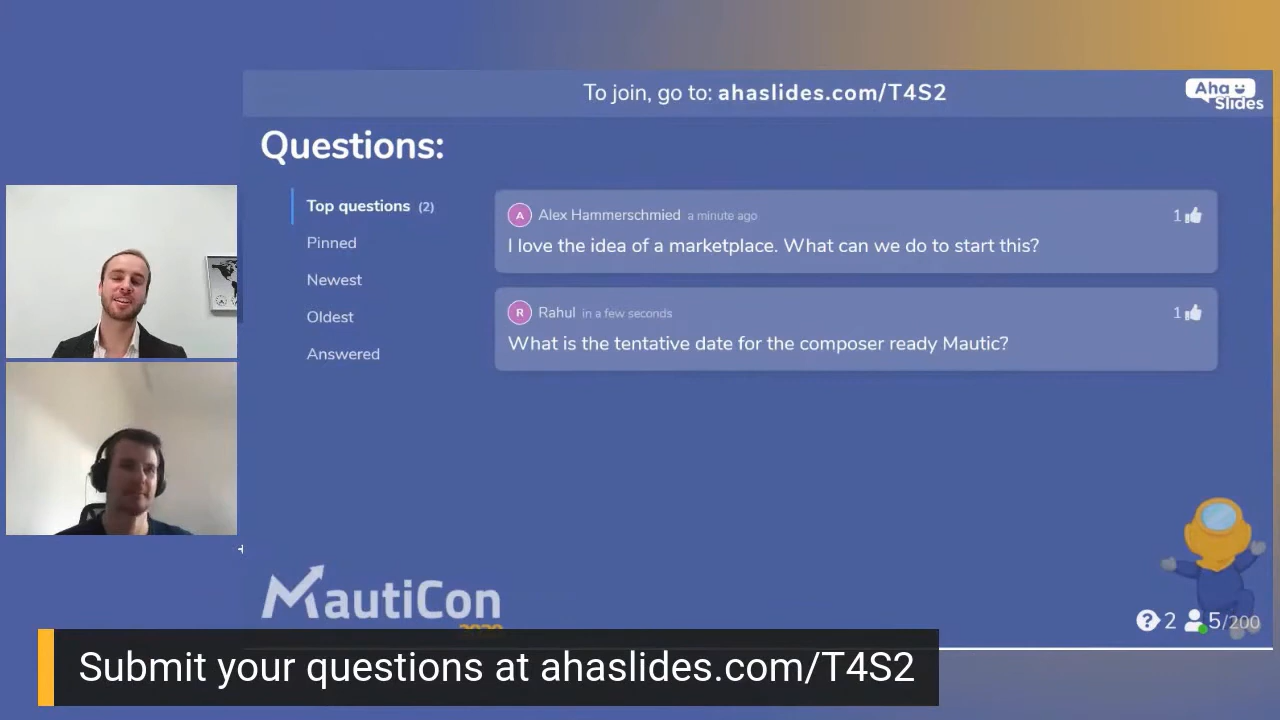 To join, go to: ahaslides.com/T4S2
Aha
Slides
Questions:
Top questions (2)
Pinned
Newest
Oldest
Answered
A Alex Hammerschmied a minute ago 1
I love the idea of a marketplace. What can we do to start this?
R Rahul in a few seconds 1
What is the tentative date for the composer ready Mautic?
MautiCon
2020
? 2 5/200
Submit your questions at ahaslides.com/T4S2